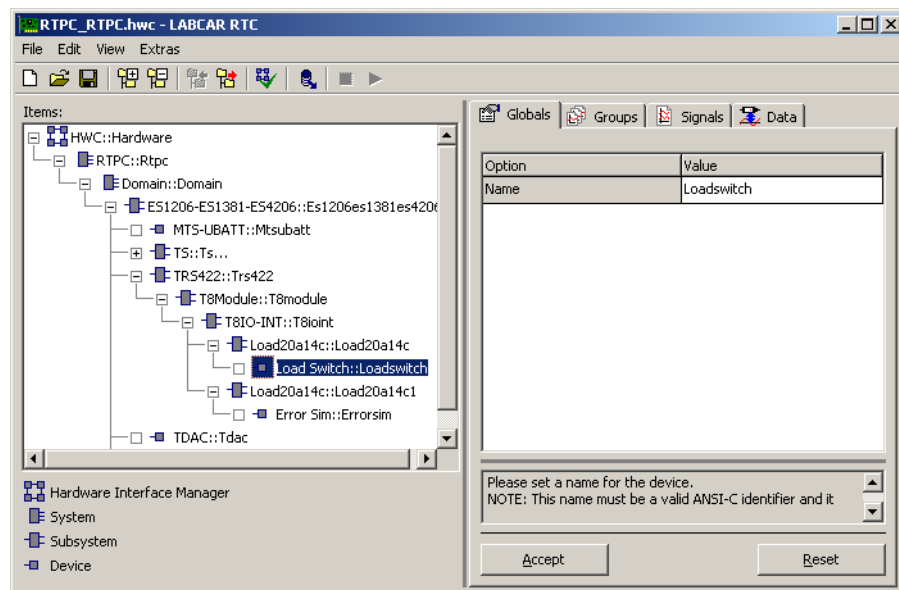 RTPC_RTPC.hwc - LABCAR RTC
File Edit View Extras
Items:
HWC::Hardware
RTPC::Rtpc
Domain::Domain
ES1206-ES1381-ES4206::Es1206es1381es4206
MTS-UBATT::Mtsubatt
TS::Ts...
TRS422::Trs422
T8Module::T8module
T8IO-INT::T8ioint
Load20a14c::Load20a14c
Load Switch::Loadswitch
Load20a14c::Load20a14c1
Error Sim::Errorsim
TDAC::Tdac
Hardware Interface Manager
System
Subsystem
Device
Globals Groups Signals Data
Option Value
Name Loadswitch
Please set a name for the device.
NOTE: This name must be a valid ANSI-C identifier and it
Accept Reset